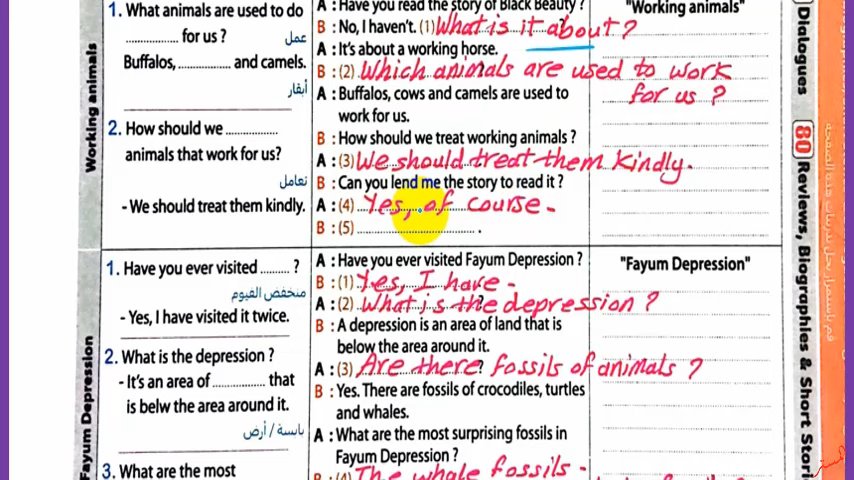 1. What animals are used to do
................ for us ?
عمل
Buffalos, ............... and camels.
أبقار
2. How should we ...............
animals that work for us?
نعامل
- We should treat them kindly.
Working animals
A : Have you read the story of Black Beauty ?
B : No, I haven't. (1) What is it about ?
A : It's about a working horse.
B : (2) Which animals are used to work
for us ?
A : Buffalos, cows and camels are used to
work for us.
B : How should we treat working animals ?
A : (3) We should treat them kindly.
B : Can you lend me the story to read it ?
A : (4) Yes, of course.
B : (5) ................................ .
"Working animals"
1. Have you ever visited ......... ?
منخفض الفيوم
- Yes, I have visited it twice.
2. What is the depression ?
- It's an area of ............... that
is belw the area around it.
يابسة / أرض
3. What are the most
Fayum Depression
A : Have you ever visited Fayum Depression ?
B : (1) Yes, I have.
A : (2) What is the depression ?
B : A depression is an area of land that is
below the area around it.
A : (3) Are there fossils of animals ?
B : Yes. There are fossils of crocodiles, turtles
and whales.
A : What are the most surprising fossils in
Fayum Depression ?
B : (4) The whale fossils.
"Fayum Depression"
Dialogues
80 Reviews, Biographies & Short Stori